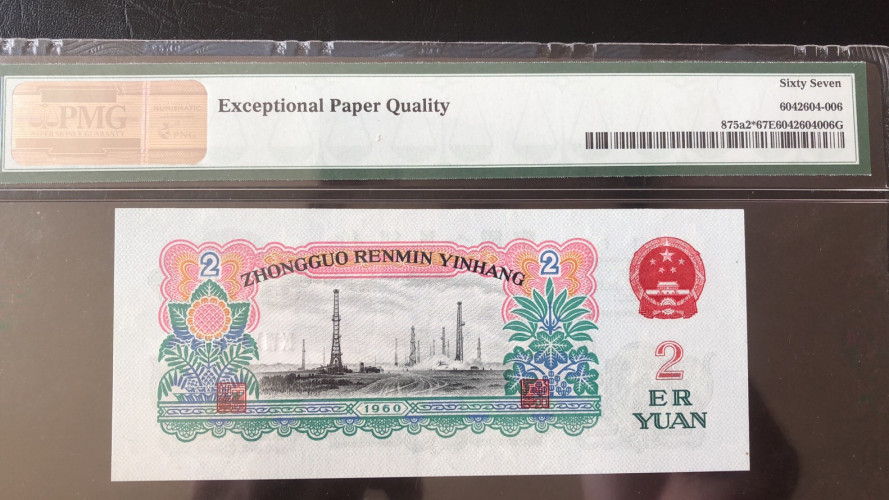 PMG
Exceptional Paper Quality
Sixty Seven
6042604-006
875a2*67E6042604006G
2
2
ZHONGGUO RENMIN YINHANG
1960
2
ER
YUAN